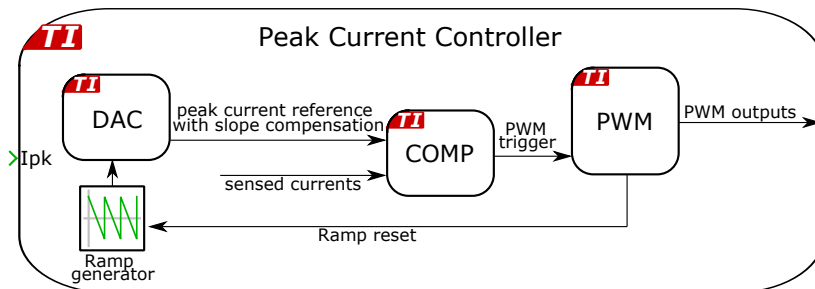 TI
Peak Current Controller
TI
DAC
peak current reference
with slope compensation
TI
COMP
PWM
trigger
TI
PWM
PWM outputs
Ipk
sensed currents
Ramp reset
Ramp
generator